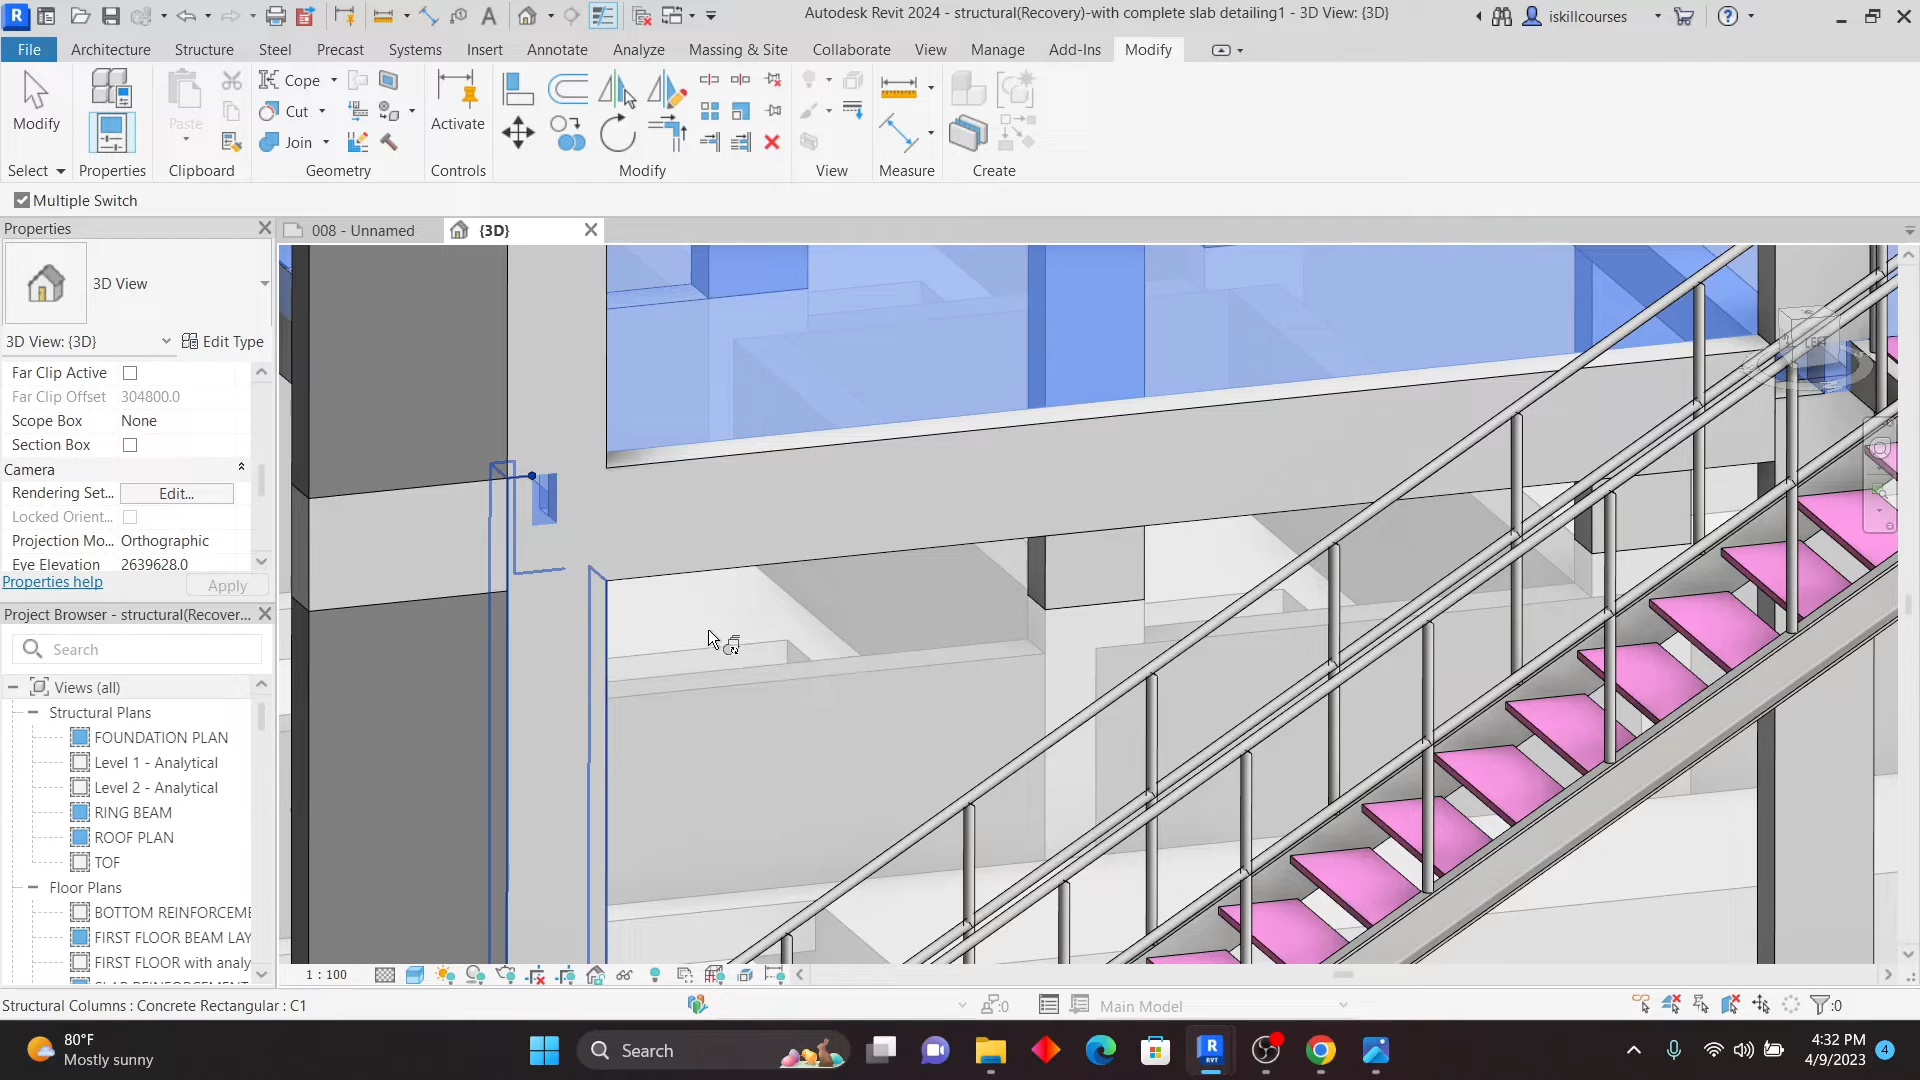 Autodesk Revit 2024 - structural(Recovery)-with complete slab detailing1 - 3D View: {3D}
iskillcourses
File Architecture Structure Steel Precast Systems Insert Annotate Analyze Massing & Site Collaborate View Manage Add-Ins Modify
Modify
Paste
Cope
Cut
Join
Activate
Select Properties Clipboard Geometry Controls Modify View Measure Create
Multiple Switch
Properties
008 - Unnamed
{3D}
3D View
3D View: {3D}
Edit Type
Far Clip Active
Far Clip Offset 304800.0
Scope Box None
Section Box
Camera
Rendering Set... Edit...
Locked Orient...
Projection Mo... Orthographic
Eye Elevation 2639628.0
Properties help Apply
Project Browser - structural(Recover...
Search
Views (all)
Structural Plans
FOUNDATION PLAN
Level 1 - Analytical
Level 2 - Analytical
RING BEAM
ROOF PLAN
TOF
Floor Plans
BOTTOM REINFORCEME
FIRST FLOOR BEAM LAY
FIRST FLOOR with analy
LEFT
1 : 100
Structural Columns : Concrete Rectangular : C1
:0
Main Model
:0
80°F
Mostly sunny
Search
4:32 PM
4/9/2023
4